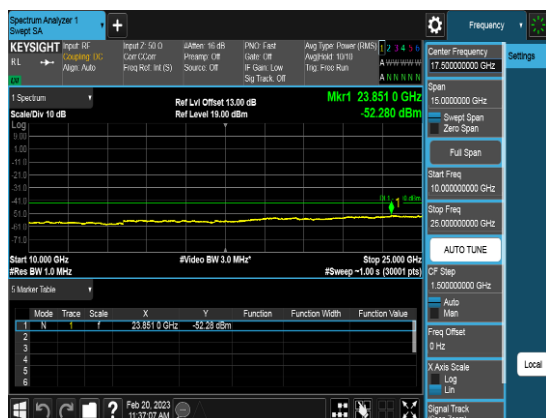 Spectrum Analyzer 1
Swept SA
+
Frequency
KEYSIGHT
RL
Input: RF
Coupling: DC
Align: Auto
Input Z: 50 Ω
Corr CCorr
Freq Ref: Int (S)
#Atten: 16 dB
Preamp: Off
Source: Off
PNO: Fast
Gate: Off
IF Gain: Low
Sig Track: Off
Avg Type: Power (RMS)
Avg|Hold: 10/10
Trig: Free Run
1 2 3 4 5 6
A W W W W W
A N N N N N
1 Spectrum
Scale/Div 10 dB
Ref Lvl Offset 13.00 dB
Ref Level 19.00 dBm
Mkr1 23.851 0 GHz
-52.280 dBm
Log
9.00
-1.00
-11.0
-21.0
-31.0
-41.0
-51.0
-61.0
-71.0
1
Start 10.000 GHz
#Res BW 1.0 MHz
#Video BW 3.0 MHz*
Stop 25.000 GHz
#Sweep ~1.00 s (30001 pts)
5 Marker Table
Mode Trace Scale X Y Function Function Width Function Value
1 N 1 f 23.851 0 GHz -52.28 dBm
2
3
4
5
6
Feb 20, 2023
11:37:07 AM
Center Frequency
17.500000000 GHz
Span
15.0000000 GHz
Swept Span
Zero Span
Full Span
Start Freq
10.000000000 GHz
Stop Freq
25.000000000 GHz
AUTO TUNE
CF Step
1.500000000 GHz
Auto
Man
Freq Offset
0 Hz
X Axis Scale
Log
Lin
Signal Track
Settings
Local